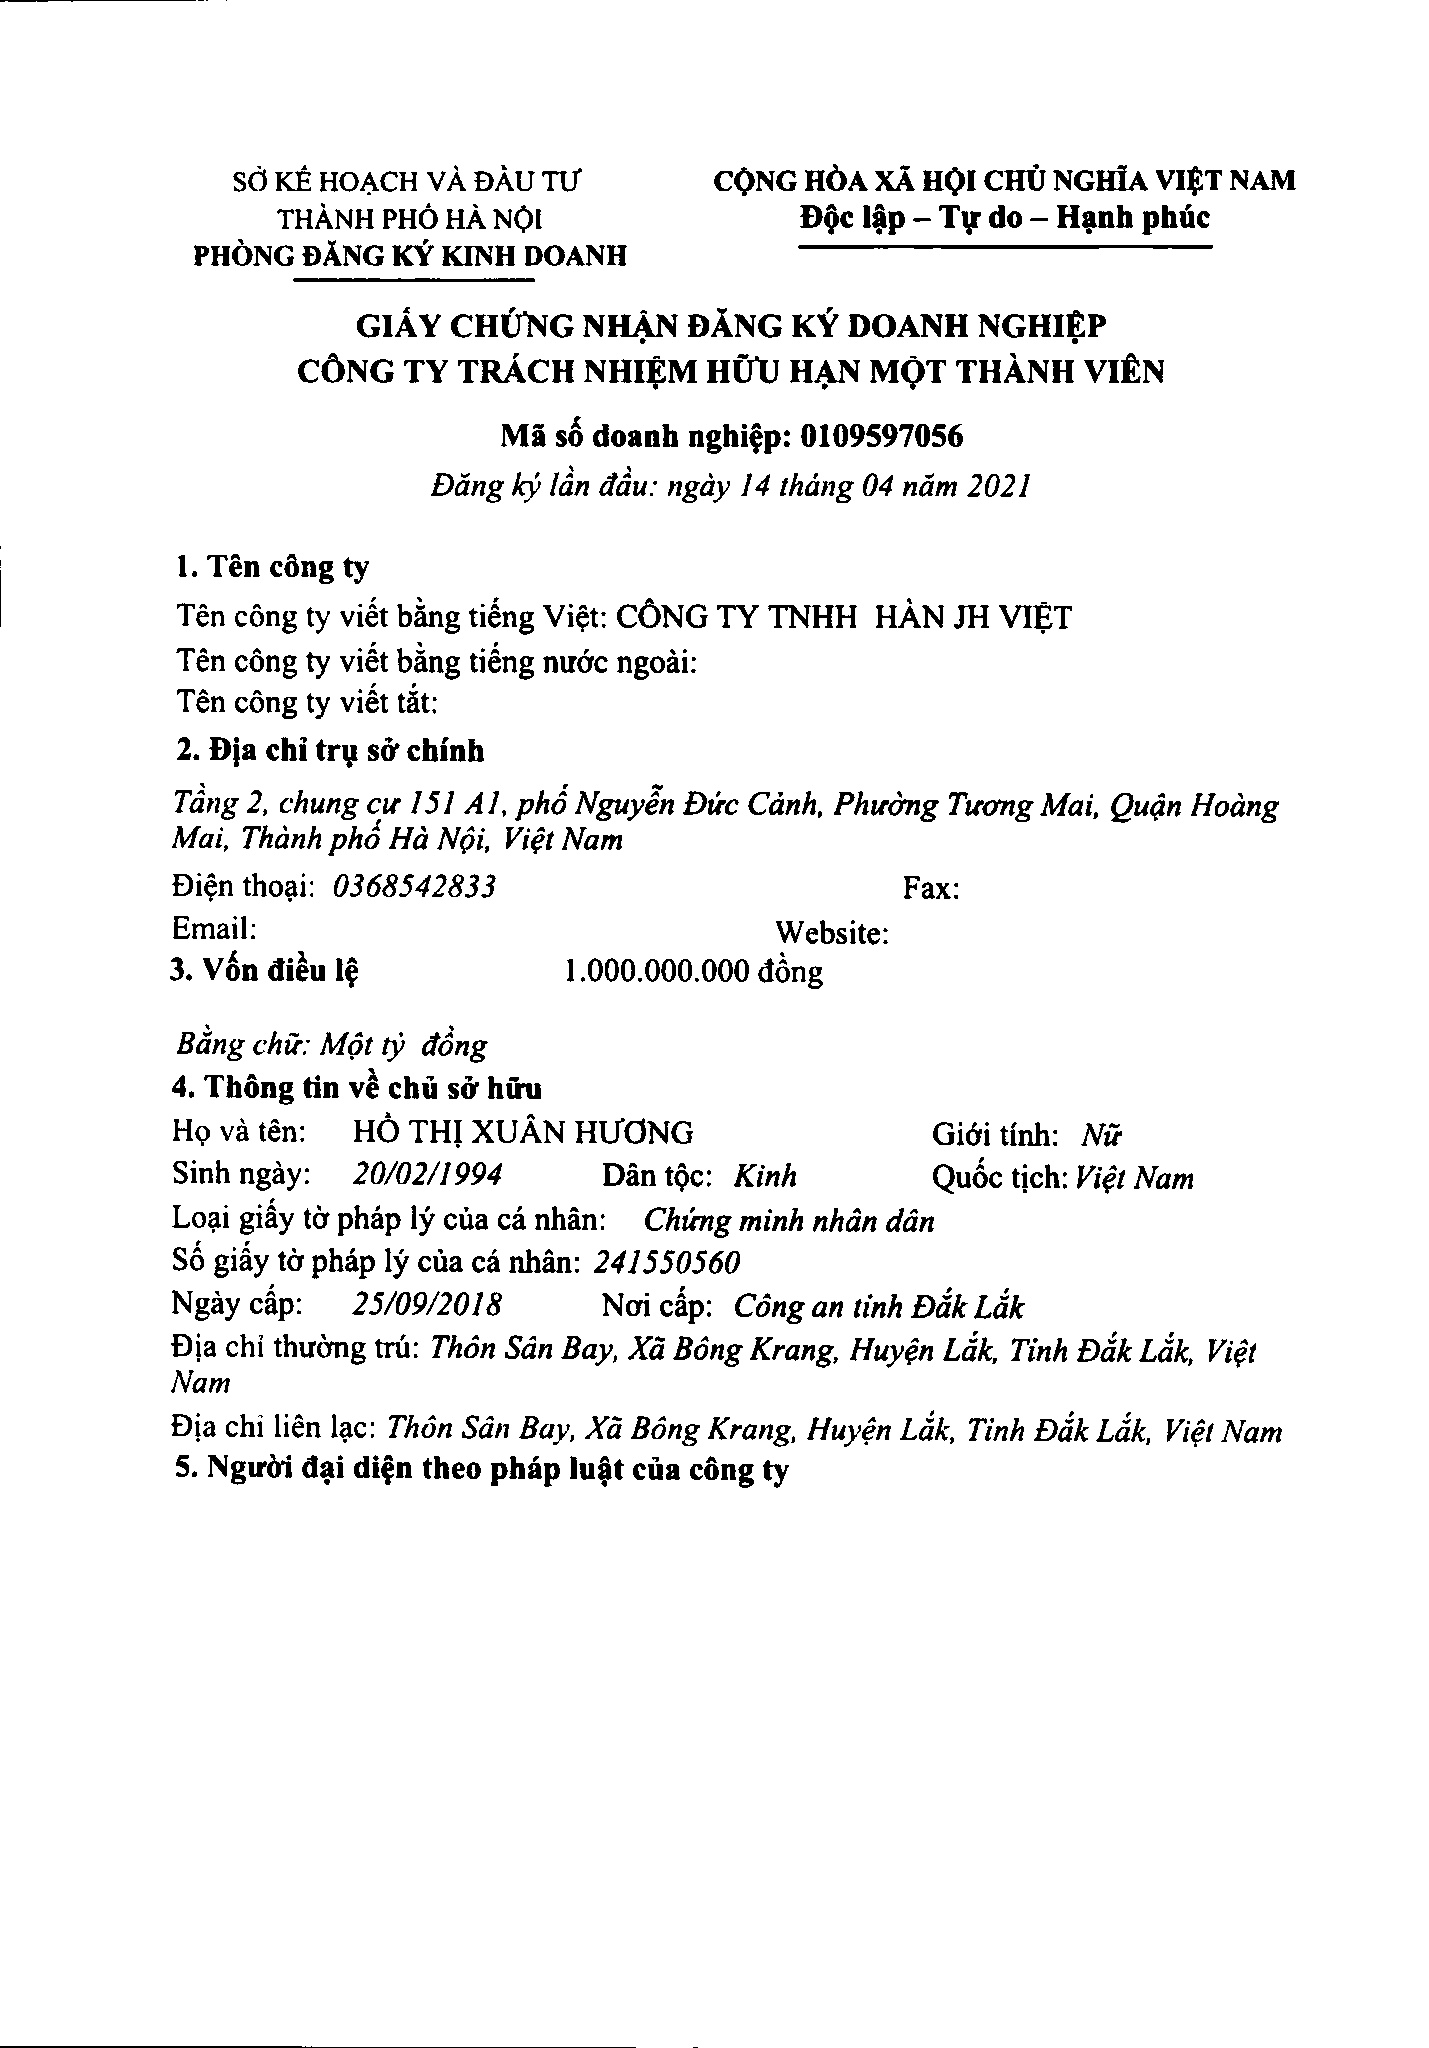 SỞ KẾ HOẠCH VÀ ĐẦU TƯ
THÀNH PHỐ HÀ NỘI
PHÒNG ĐĂNG KÝ KINH DOANH
CỘNG HÒA XÃ HỘI CHỦ NGHĨA VIỆT NAM
Độc lập – Tự do – Hạnh phúc
GIẤY CHỨNG NHẬN ĐĂNG KÝ DOANH NGHIỆP
CÔNG TY TRÁCH NHIỆM HỮU HẠN MỘT THÀNH VIÊN
Mã số doanh nghiệp: 0109597056
Đăng ký lần đầu: ngày 14 tháng 04 năm 2021
1. Tên công ty
Tên công ty viết bằng tiếng Việt: CÔNG TY TNHH HÀN JH VIỆT
Tên công ty viết bằng tiếng nước ngoài:
Tên công ty viết tắt:
2. Địa chỉ trụ sở chính
Tầng 2, chung cư 151 A1, phố Nguyễn Đức Cảnh, Phường Tương Mai, Quận Hoàng
Mai, Thành phố Hà Nội, Việt Nam
Điện thoại: 0368542833 Fax:
Email: Website:
3. Vốn điều lệ 1.000.000.000 đồng
Bằng chữ: Một tỷ đồng
4. Thông tin về chủ sở hữu
Họ và tên: HỒ THỊ XUÂN HƯƠNG Giới tính: Nữ
Sinh ngày: 20/02/1994 Dân tộc: Kinh Quốc tịch: Việt Nam
Loại giấy tờ pháp lý của cá nhân: Chứng minh nhân dân
Số giấy tờ pháp lý của cá nhân: 241550560
Ngày cấp: 25/09/2018 Nơi cấp: Công an tỉnh Đắk Lắk
Địa chỉ thường trú: Thôn Sân Bay, Xã Bông Krang, Huyện Lắk, Tỉnh Đắk Lắk, Việt
Nam
Địa chỉ liên lạc: Thôn Sân Bay, Xã Bông Krang, Huyện Lắk, Tỉnh Đắk Lắk, Việt Nam
5. Người đại diện theo pháp luật của công ty